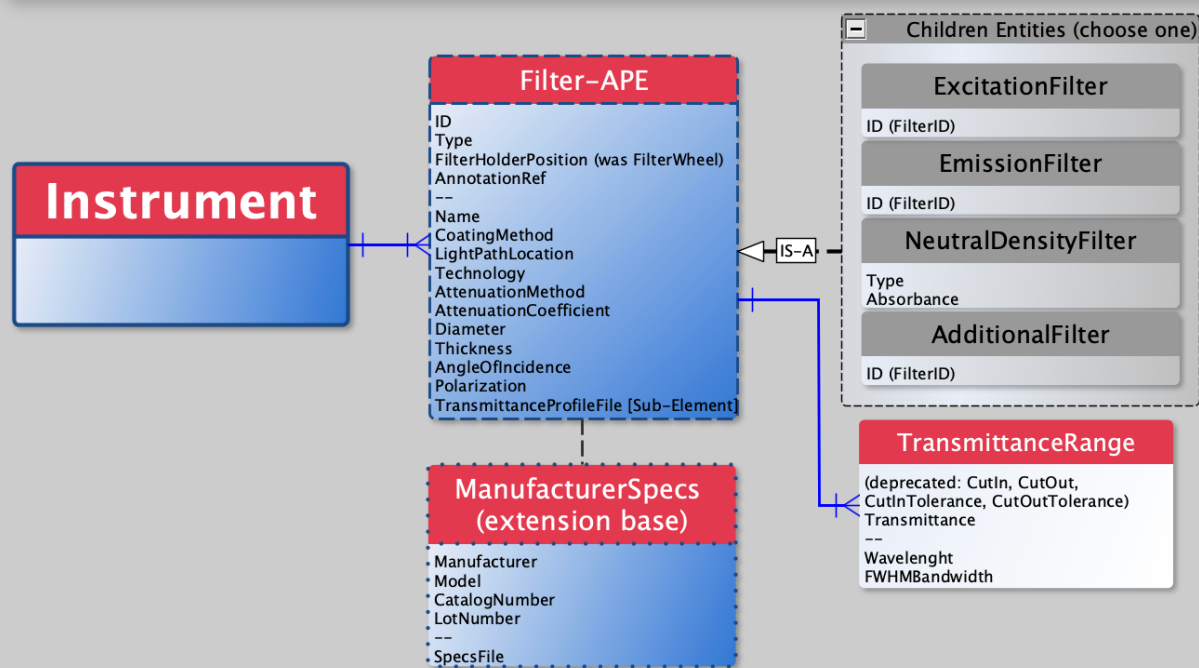 Instrument
Filter-APE
ID
Type
FilterHolderPosition (was FilterWheel)
AnnotationRef
--
Name
CoatingMethod
LightPathLocation
Technology
AttenuationMethod
AttenuationCoefficient
Diameter
Thickness
AngleOfIncidence
Polarization
TransmittanceProfileFile [Sub-Element]
ManufacturerSpecs
(extension base)
Manufacturer
Model
CatalogNumber
LotNumber
--
SpecsFile
IS-A
Children Entities (choose one)
ExcitationFilter
ID (FilterID)
EmissionFilter
ID (FilterID)
NeutralDensityFilter
Type
Absorbance
AdditionalFilter
ID (FilterID)
TransmittanceRange
(deprecated: CutIn, CutOut,
CutInTolerance, CutOutTolerance)
Transmittance
--
Wavelenght
FWHMBandwidth